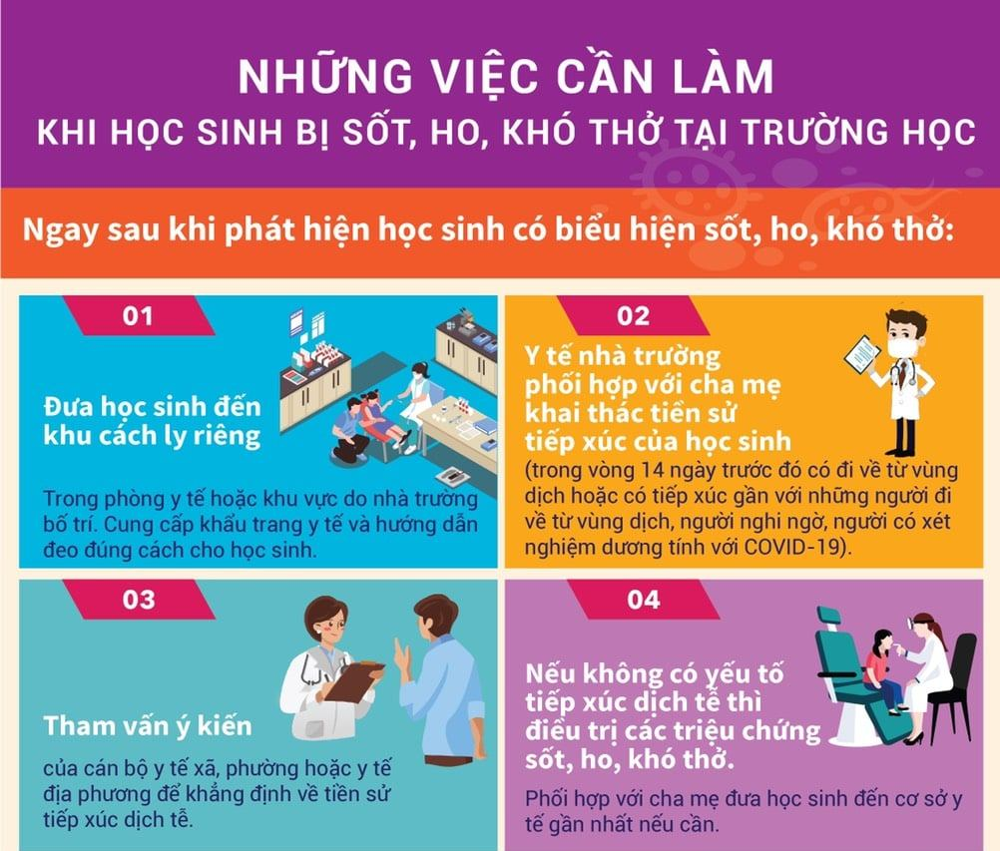 NHỮNG VIỆC CẦN LÀM
KHI HỌC SINH BỊ SỐT, HO, KHÓ THỞ TẠI TRƯỜNG HỌC
Ngay sau khi phát hiện học sinh có biểu hiện sốt, ho, khó thở:
01
Đưa học sinh đến
khu cách ly riêng
Trong phòng y tế hoặc khu vực do nhà trường
bố trí. Cung cấp khẩu trang y tế và hướng dẫn
đeo đúng cách cho học sinh.
02
Y tế nhà trường
phối hợp với cha mẹ
khai thác tiền sử
tiếp xúc của học sinh
(trong vòng 14 ngày trước đó có đi về từ vùng
dịch hoặc có tiếp xúc gần với những người đi
về từ vùng dịch, người nghi ngờ, người có xét
nghiệm dương tính với COVID-19).
03
Tham vấn ý kiến
của cán bộ y tế xã, phường hoặc y tế
địa phương để khẳng định về tiền sử
tiếp xúc dịch tễ.
04
Nếu không có yếu tố
tiếp xúc dịch tễ thì
điều trị các triệu chứng
sốt, ho, khó thở.
Phối hợp với cha mẹ đưa học sinh đến cơ sở y
tế gần nhất nếu cần.